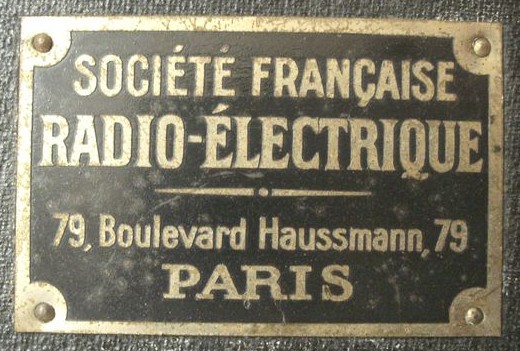 SOCIÉTÉ FRANÇAISE
RADIO-ÉLECTRIQUE
79, Boulevard Haussmann, 79
PARIS